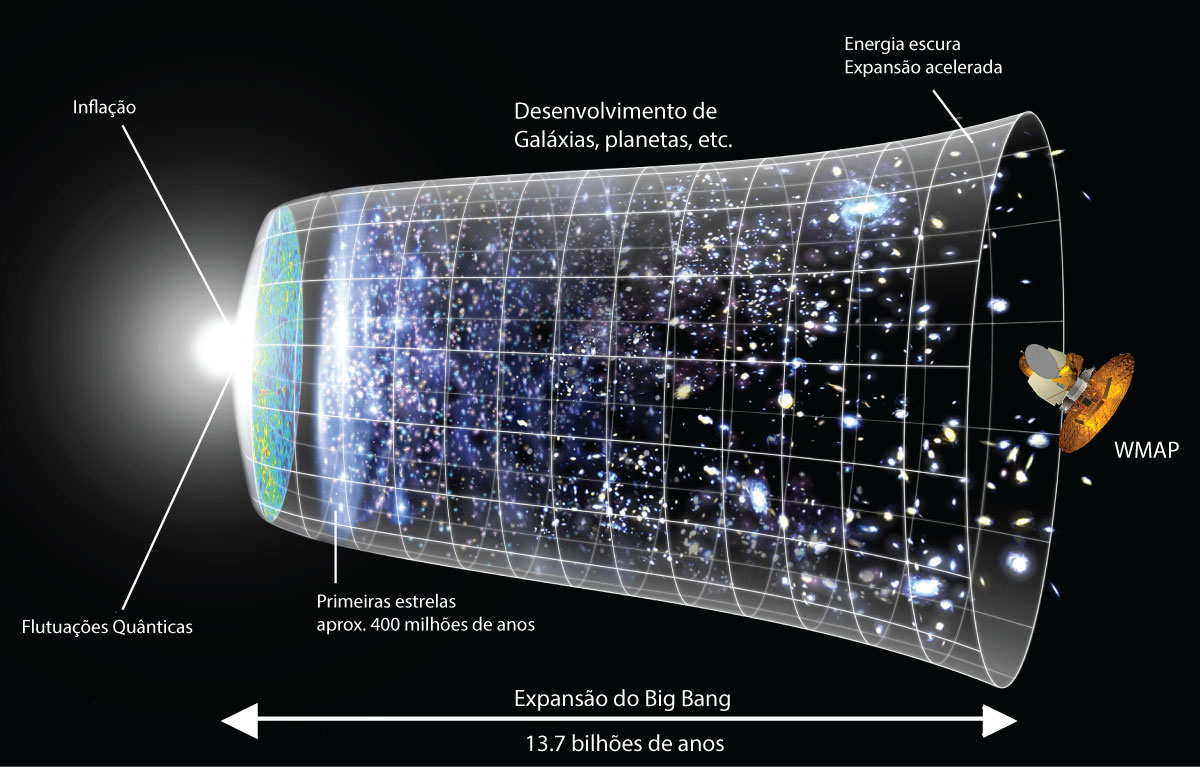 Energia escura
Expansão acelerada
Inflação
Desenvolvimento de
Galáxias, planetas, etc.
WMAP
Primeiras estrelas
aprox. 400 milhões de anos
Flutuações Quânticas
Expansão do Big Bang
13.7 bilhões de anos